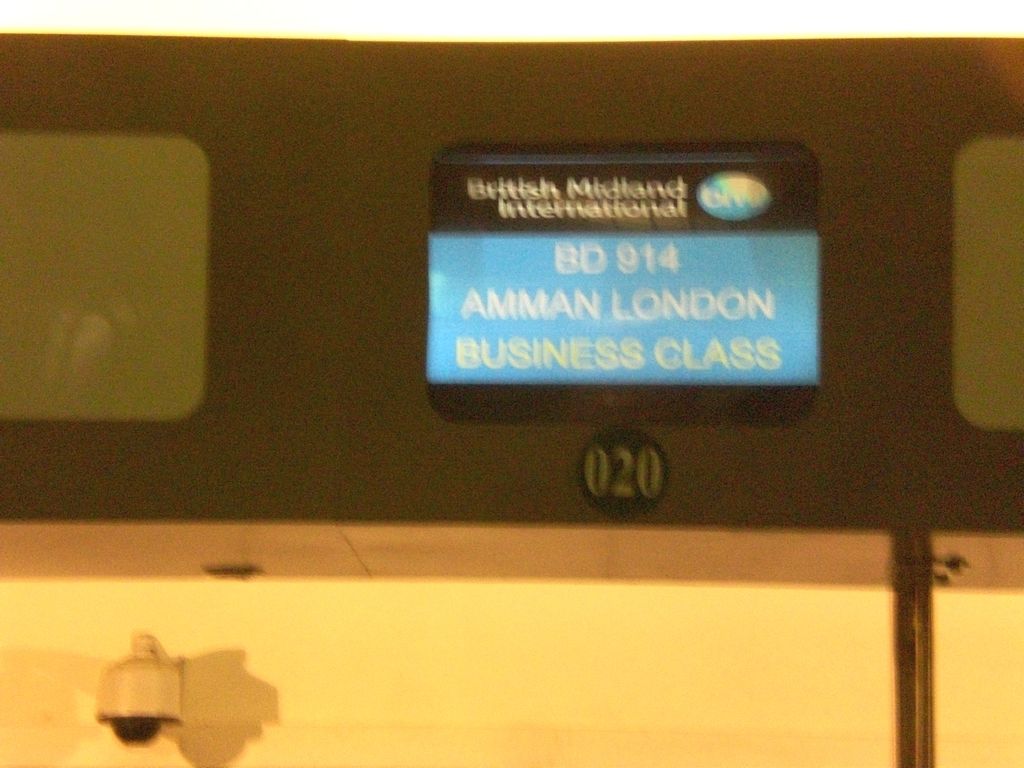 British Midland
International bmi
BD 914
AMMAN LONDON
BUSINESS CLASS
020